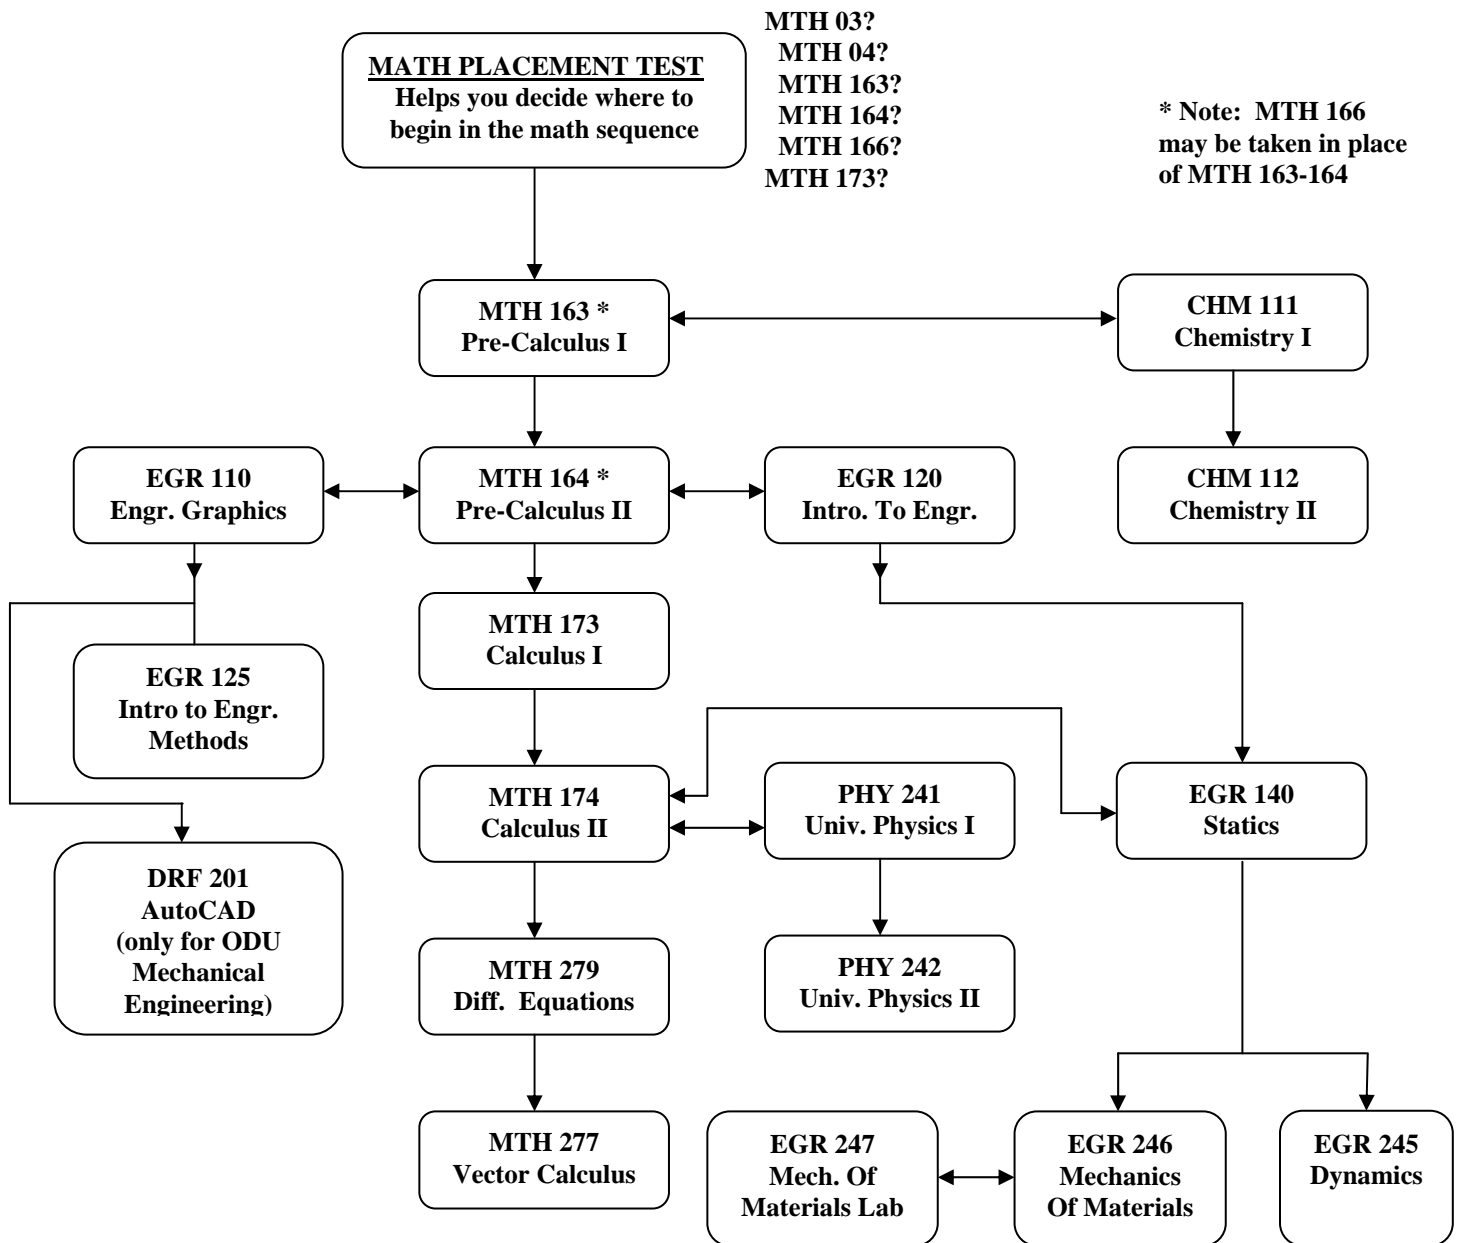 MTH 03?
MTH 04?
MTH 163?
MTH 164?
MTH 166?
MTH 173?
MATH PLACEMENT TEST
Helps you decide where to
begin in the math sequence
* Note:  MTH 166
may be taken in place
of MTH 163-164
MTH 163 *
Pre-Calculus I
CHM 111
Chemistry I
EGR 110
Engr. Graphics
MTH 164 *
Pre-Calculus II
EGR 120
Intro. To Engr.
CHM 112
Chemistry II
MTH 173
Calculus I
EGR 125
Intro to Engr.
Methods
MTH 174
Calculus II
PHY 241
Univ. Physics I
EGR 140
Statics
DRF 201
AutoCAD
(only for ODU
Mechanical
Engineering)
MTH 279
Diff.  Equations
PHY 242
Univ. Physics II
MTH 277
Vector Calculus
EGR 247
Mech. Of
Materials Lab
EGR 246
Mechanics
Of Materials
EGR 245
Dynamics